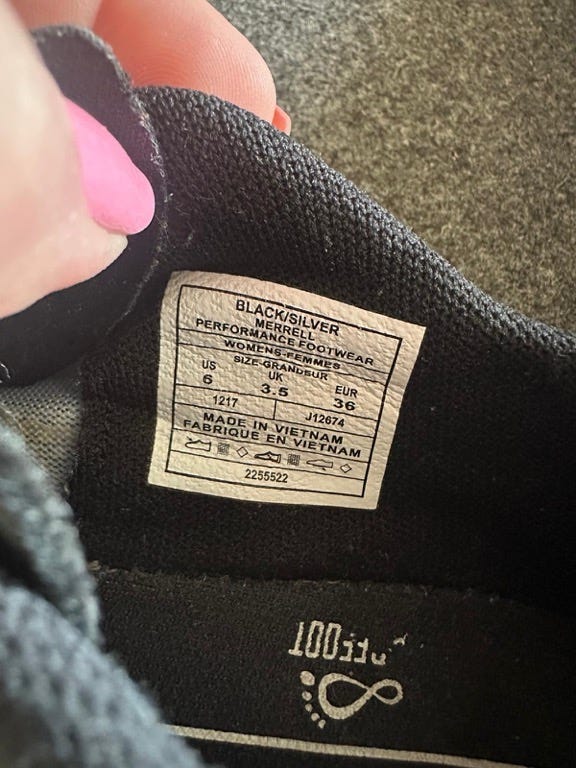 BLACK/SILVER
MERRELL
PERFORMANCE FOOTWEAR
WOMENS-FEMMES
SIZE-GRANDEUR
US UK EUR
6 3.5 36
1217 J12674
MADE IN VIETNAM
FABRIQUE EN VIETNAM
2255522